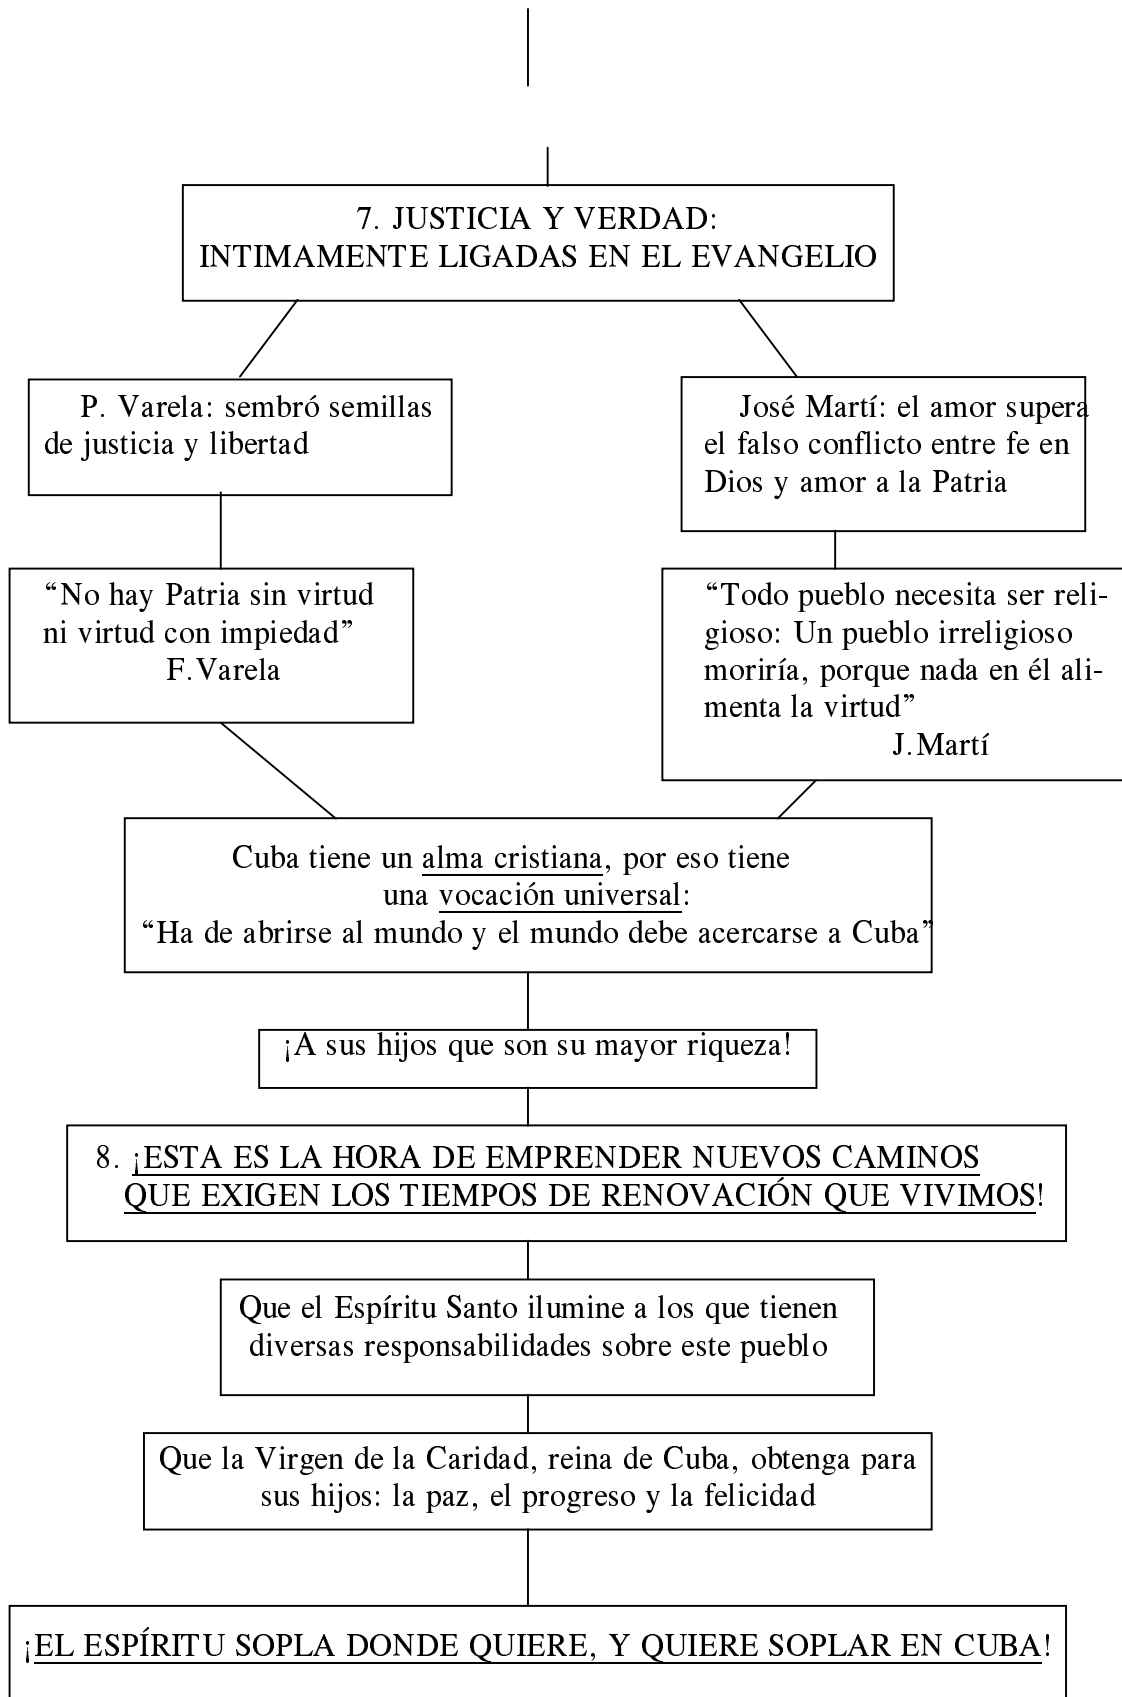 7. JUSTICIA Y VERDAD:
INTIMAMENTE LIGADAS EN EL EVANGELIO
P. Varela: sembró semillas
de justicia y libertad
José Martí: el amor supera
el falso conflicto entre fe en
Dios y amor a la Patria
“No hay Patria sin virtud
ni virtud con impiedad”
F.Varela
“Todo pueblo necesita ser reli-
gioso: Un pueblo irreligioso
moriría, porque nada en él ali-
menta la virtud”
J.Martí
Cuba tiene un alma cristiana, por eso tiene
una vocación universal:
“Ha de abrirse al mundo y el mundo debe acercarse a Cuba”
¡A sus hijos que son su mayor riqueza!
8. ¡ESTA ES LA HORA DE EMPRENDER NUEVOS CAMINOS
QUE EXIGEN LOS TIEMPOS DE RENOVACIÓN QUE VIVIMOS!
Que el Espíritu Santo ilumine a los que tienen
diversas responsabilidades sobre este pueblo
Que la Virgen de la Caridad, reina de Cuba, obtenga para
sus hijos: la paz, el progreso y la felicidad
¡EL ESPÍRITU SOPLA DONDE QUIERE, Y QUIERE SOPLAR EN CUBA!